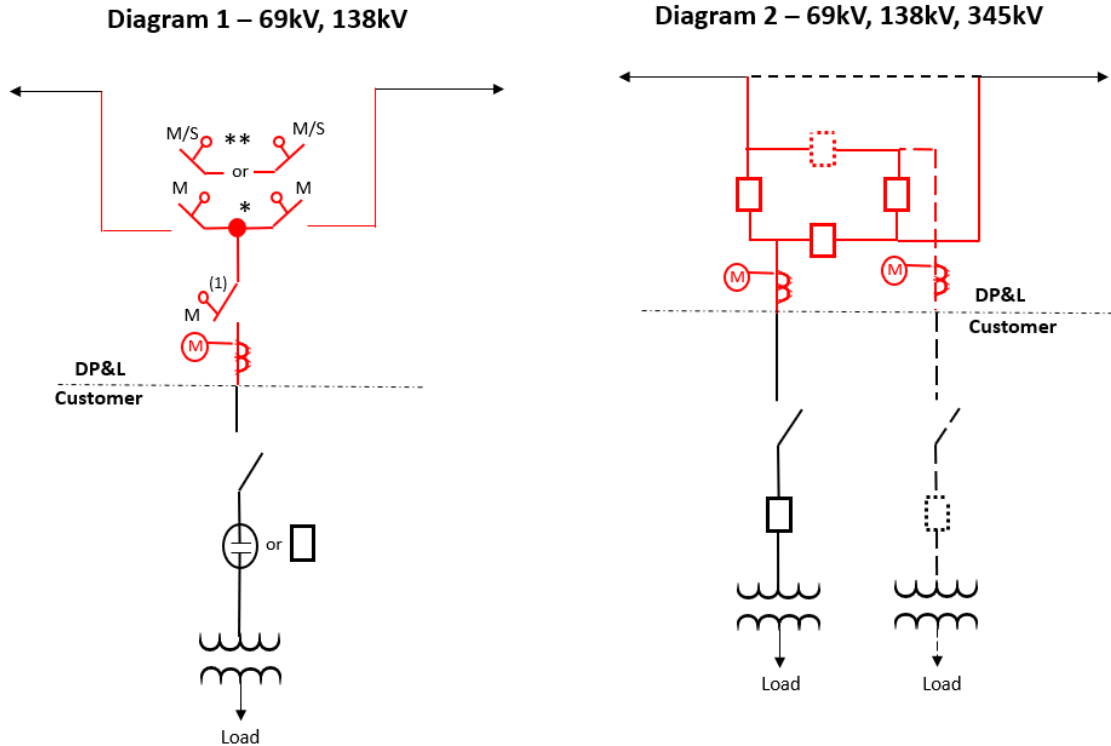 Diagram 1 – 69kV, 138kV
M/S ** M/S
or
M * M
(1)
M
M
DP&L
Customer
or
Load
Diagram 2 – 69kV, 138kV, 345kV
M
M
DP&L
Customer
Load
Load